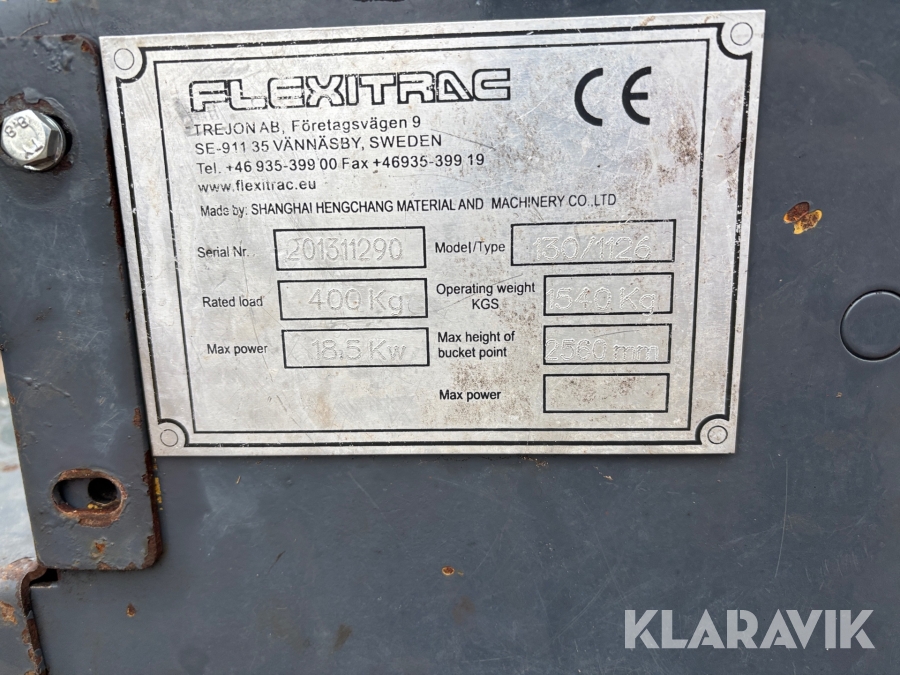 FLEXITRAC
CE
TREJON AB, Företagsvägen 9
SE-911 35 VÄNNÄSBY, SWEDEN
Tel. +46 935-399 00 Fax +46935-399 19
www.flexitrac.eu
Made by: SHANGHAI HENGCHANG MATERIAL AND MACHINERY CO.,LTD
Serial Nr. 201311290 Model/Type 130/1126
Rated load 400 Kg Operating weight KGS 1540 Kg
Max power 18.5 Kw Max height of bucket point 2560 mm
Max power
8.8
KLARAVIK